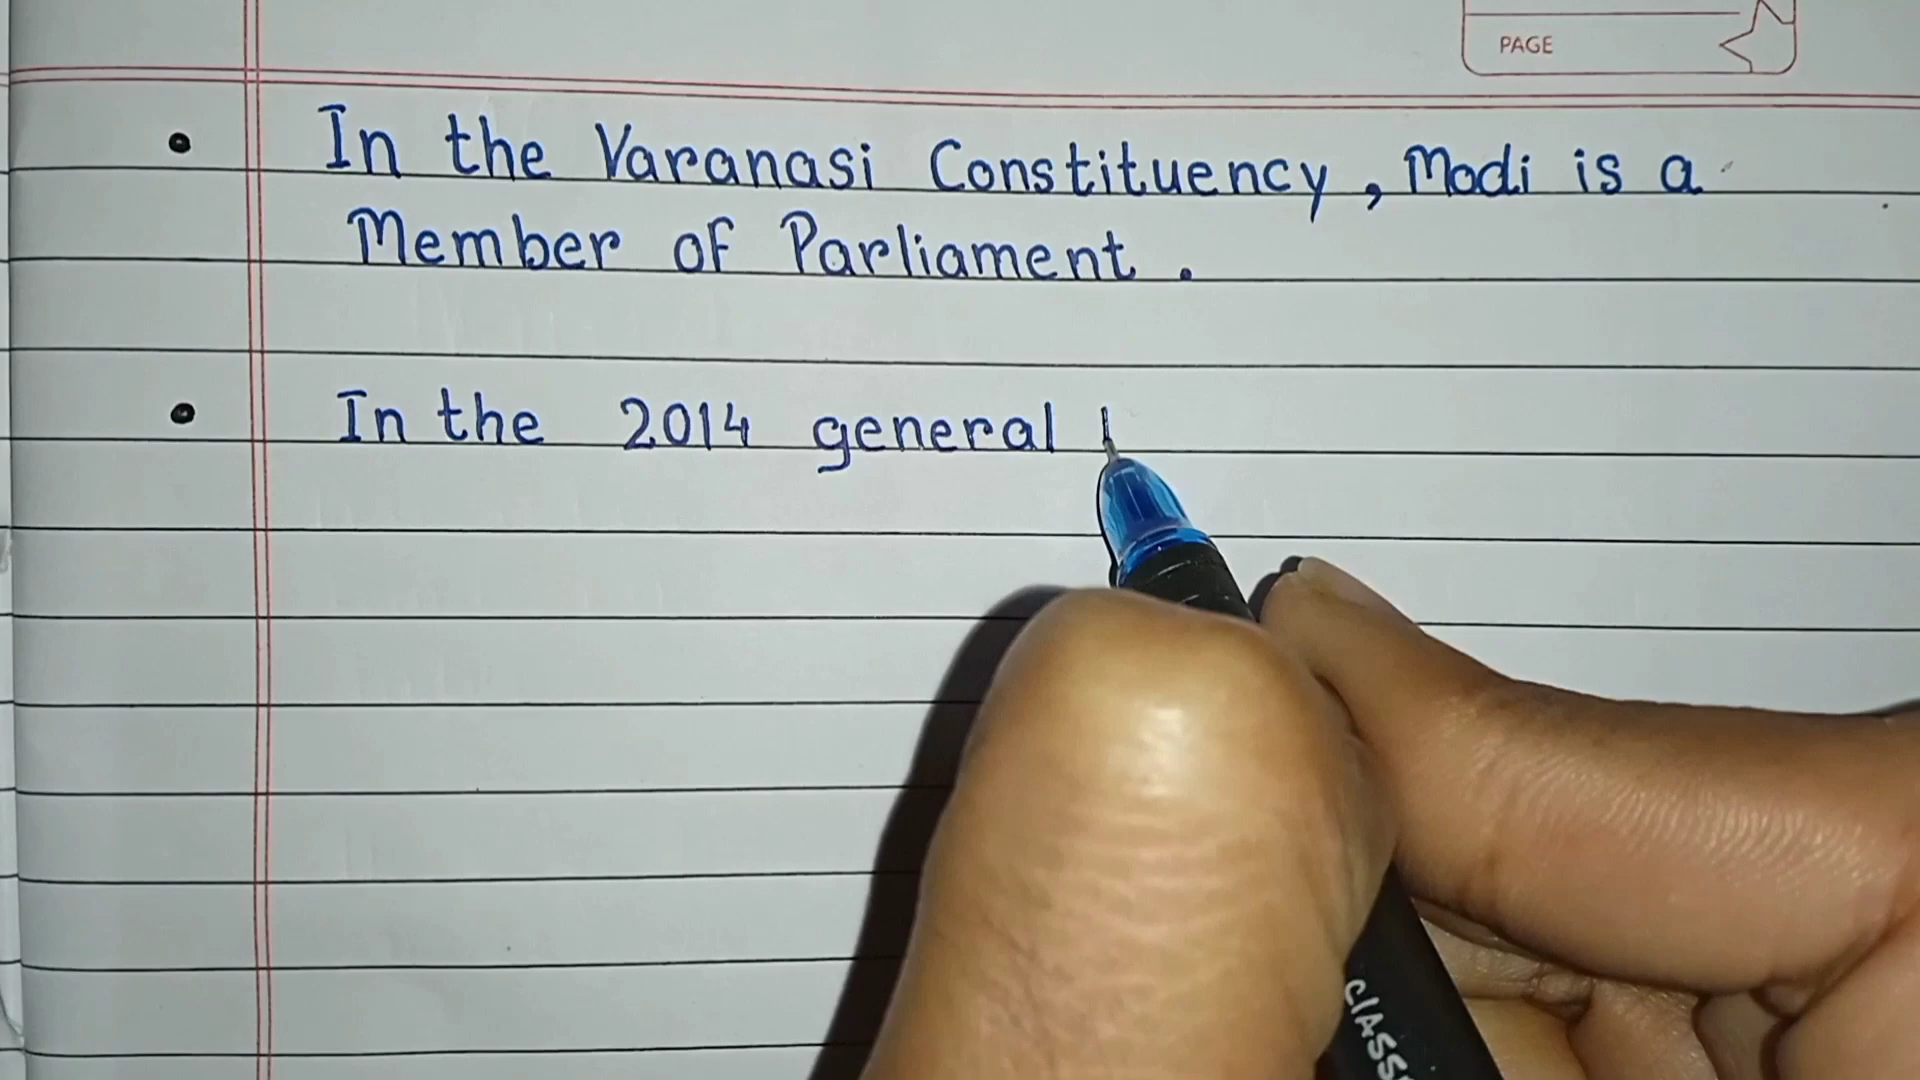 PAGE
In the Varanasi Constituency, Modi is a
Member of Parliament.
In the 2014 general